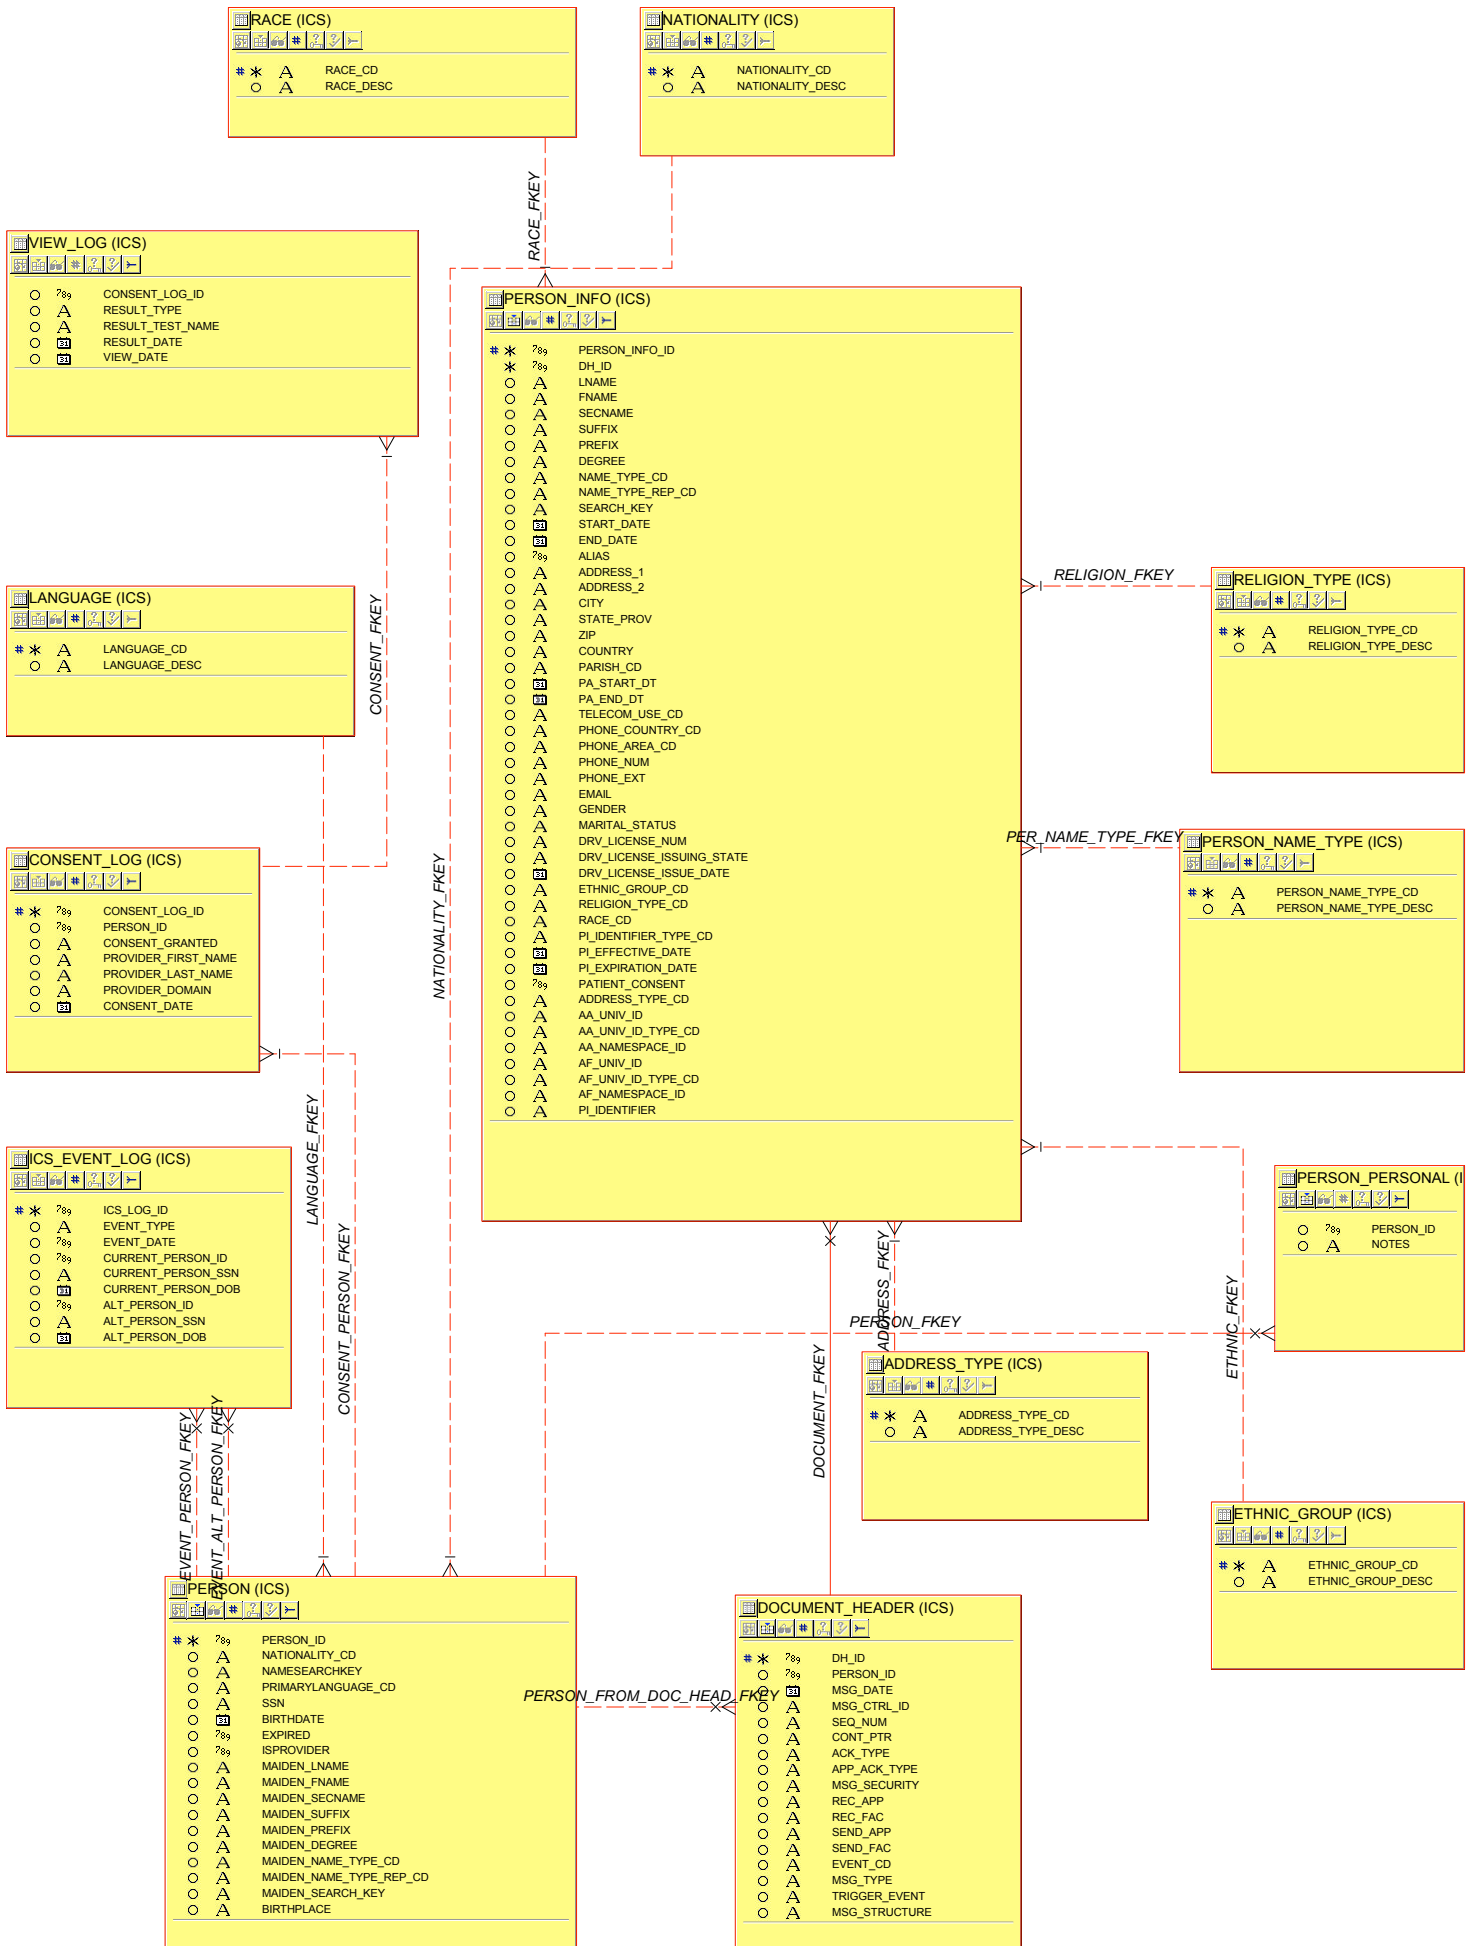 RACE (ICS)
RACE_CD
RACE_DESC
NATIONALITY (ICS)
NATIONALITY_CD
NATIONALITY_DESC
RACE_FKEY
VIEW_LOG (ICS)
CONSENT_LOG_ID
RESULT_TYPE
RESULT_TEST_NAME
RESULT_DATE
VIEW_DATE
PERSON_INFO (ICS)
PERSON_INFO_ID
DH_ID
LNAME
FNAME
SECNAME
SUFFIX
PREFIX
DEGREE
NAME_TYPE_CD
NAME_TYPE_REP_CD
SEARCH_KEY
START_DATE
END_DATE
ALIAS
ADDRESS_1
ADDRESS_2
CITY
STATE_PROV
ZIP
COUNTRY
PARISH_CD
PA_START_DT
PA_END_DT
TELECOM_USE_CD
PHONE_COUNTRY_CD
PHONE_AREA_CD
PHONE_NUM
PHONE_EXT
EMAIL
GENDER
MARITAL_STATUS
DRV_LICENSE_NUM
DRV_LICENSE_ISSUING_STATE
DRV_LICENSE_ISSUE_DATE
ETHNIC_GROUP_CD
RELIGION_TYPE_CD
RACE_CD
PI_IDENTIFIER_TYPE_CD
PI_EFFECTIVE_DATE
PI_EXPIRATION_DATE
PATIENT_CONSENT
ADDRESS_TYPE_CD
AA_UNIV_ID
AA_UNIV_ID_TYPE_CD
AA_NAMESPACE_ID
AF_UNIV_ID
AF_UNIV_ID_TYPE_CD
AF_NAMESPACE_ID
PI_IDENTIFIER
RELIGION_FKEY
RELIGION_TYPE (ICS)
RELIGION_TYPE_CD
RELIGION_TYPE_DESC
LANGUAGE (ICS)
LANGUAGE_CD
LANGUAGE_DESC
CONSENT_FKEY
PER_NAME_TYPE_FKEY
PERSON_NAME_TYPE (ICS)
PERSON_NAME_TYPE_CD
PERSON_NAME_TYPE_DESC
CONSENT_LOG (ICS)
CONSENT_LOG_ID
PERSON_ID
CONSENT_GRANTED
PROVIDER_FIRST_NAME
PROVIDER_LAST_NAME
PROVIDER_DOMAIN
CONSENT_DATE
NATIONALITY_FKEY
LANGUAGE_FKEY
CONSENT_PERSON_FKEY
ICS_EVENT_LOG (ICS)
ICS_LOG_ID
EVENT_TYPE
EVENT_DATE
CURRENT_PERSON_ID
CURRENT_PERSON_SSN
CURRENT_PERSON_DOB
ALT_PERSON_ID
ALT_PERSON_SSN
ALT_PERSON_DOB
PERSON_PERSONAL (I
PERSON_ID
NOTES
ETHNIC_FKEY
ADDRESS_FKEY
PERSON_FKEY
DOCUMENT_FKEY
ADDRESS_TYPE (ICS)
ADDRESS_TYPE_CD
ADDRESS_TYPE_DESC
EVENT_PERSON_FKEY
EVENT_ALT_PERSON_FKEY
ETHNIC_GROUP (ICS)
ETHNIC_GROUP_CD
ETHNIC_GROUP_DESC
PERSON (ICS)
PERSON_ID
NATIONALITY_CD
NAMESEARCHKEY
PRIMARYLANGUAGE_CD
SSN
BIRTHDATE
EXPIRED
ISPROVIDER
MAIDEN_LNAME
MAIDEN_FNAME
MAIDEN_SECNAME
MAIDEN_SUFFIX
MAIDEN_PREFIX
MAIDEN_DEGREE
MAIDEN_NAME_TYPE_CD
MAIDEN_NAME_TYPE_REP_CD
MAIDEN_SEARCH_KEY
BIRTHPLACE
PERSON_FROM_DOC_HEAD_FKEY
DOCUMENT_HEADER (ICS)
DH_ID
PERSON_ID
MSG_DATE
MSG_CTRL_ID
SEQ_NUM
CONT_PTR
ACK_TYPE
APP_ACK_TYPE
MSG_SECURITY
REC_APP
REC_FAC
SEND_APP
SEND_FAC
EVENT_CD
MSG_TYPE
TRIGGER_EVENT
MSG_STRUCTURE